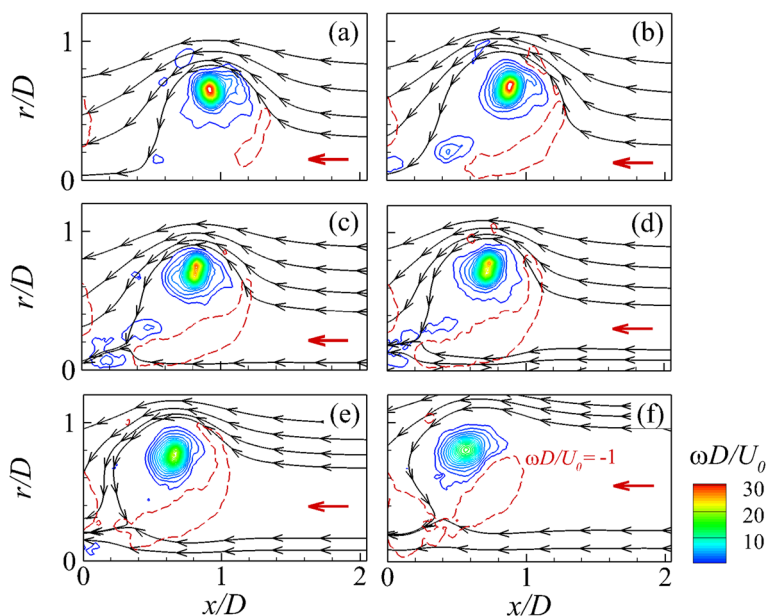 (a)
(b)
1
r/D
0
(c)
(d)
1
r/D
0
(e)
(f)
1
ωD/U₀ = -1
r/D
0
0
1
2
0
1
2
x/D
x/D
ωD/U₀
30
20
10